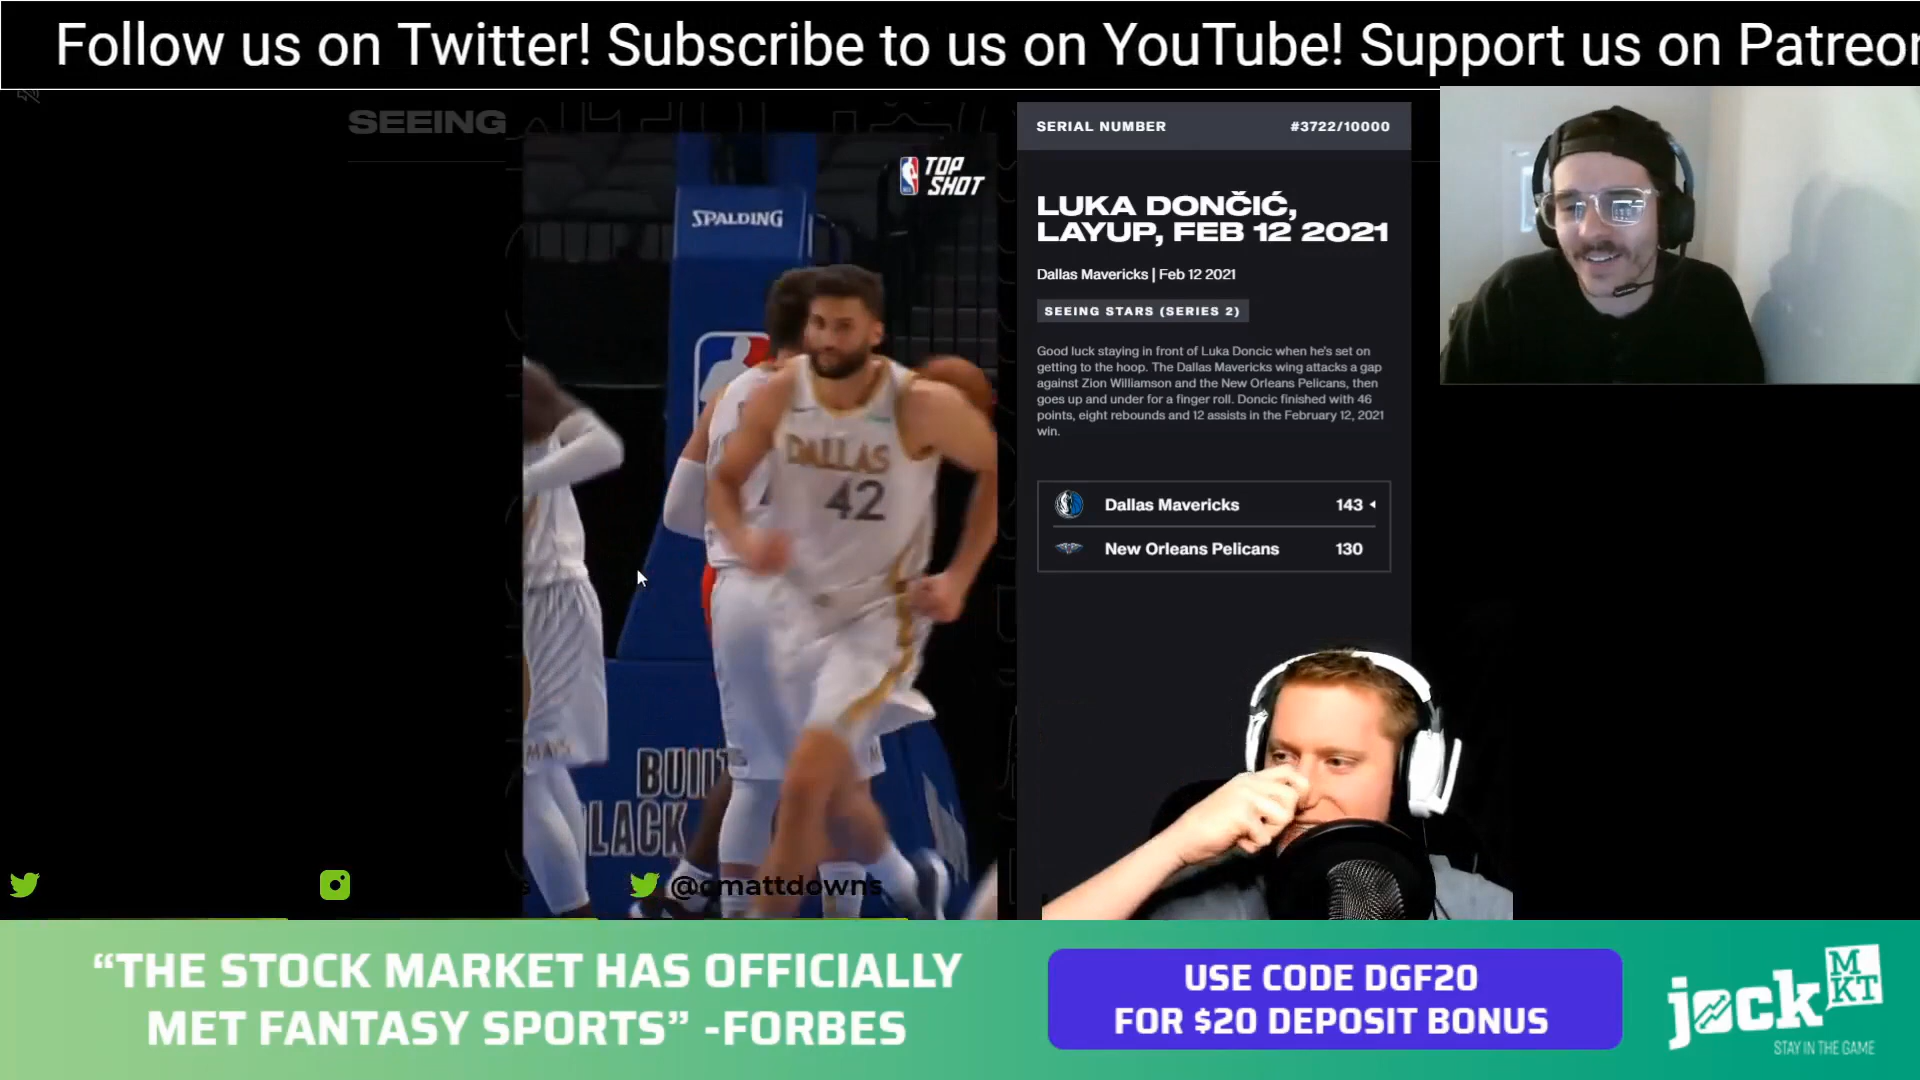 Follow us on Twitter! Subscribe to us on YouTube! Support us on Patreon
SEEING
TOP
SHOT
SPALDING
DALLAS
42
MAVS
BUILT
BLACK
@cmattdowns
SERIAL NUMBER #3722/10000
LUKA DONČIĆ,
LAYUP, FEB 12 2021
Dallas Mavericks | Feb 12 2021
SEEING STARS (SERIES 2)
Good luck staying in front of Luka Doncic when he's set on
getting to the hoop. The Dallas Mavericks wing attacks a gap
against Zion Williamson and the New Orleans Pelicans, then
goes up and under for a finger roll. Doncic finished with 46
points, eight rebounds and 12 assists in the February 12, 2021
win.
Dallas Mavericks 143
New Orleans Pelicans 130
“THE STOCK MARKET HAS OFFICIALLY
MET FANTASY SPORTS” -FORBES
USE CODE DGF20
FOR $20 DEPOSIT BONUS
jock MKT
STAY IN THE GAME